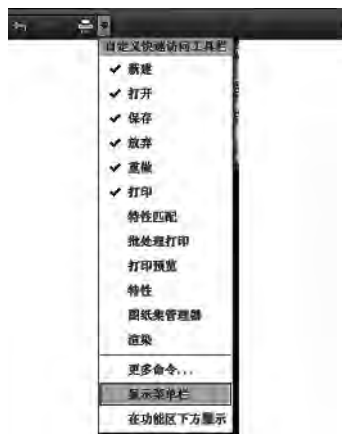 自定义快速访问工具栏
新建
打开
保存
放弃
重做
打印
特性匹配
批处理打印
打印预览
特性
图纸集管理器
渲染
更多命令...
显示菜单栏
在功能区下方显示